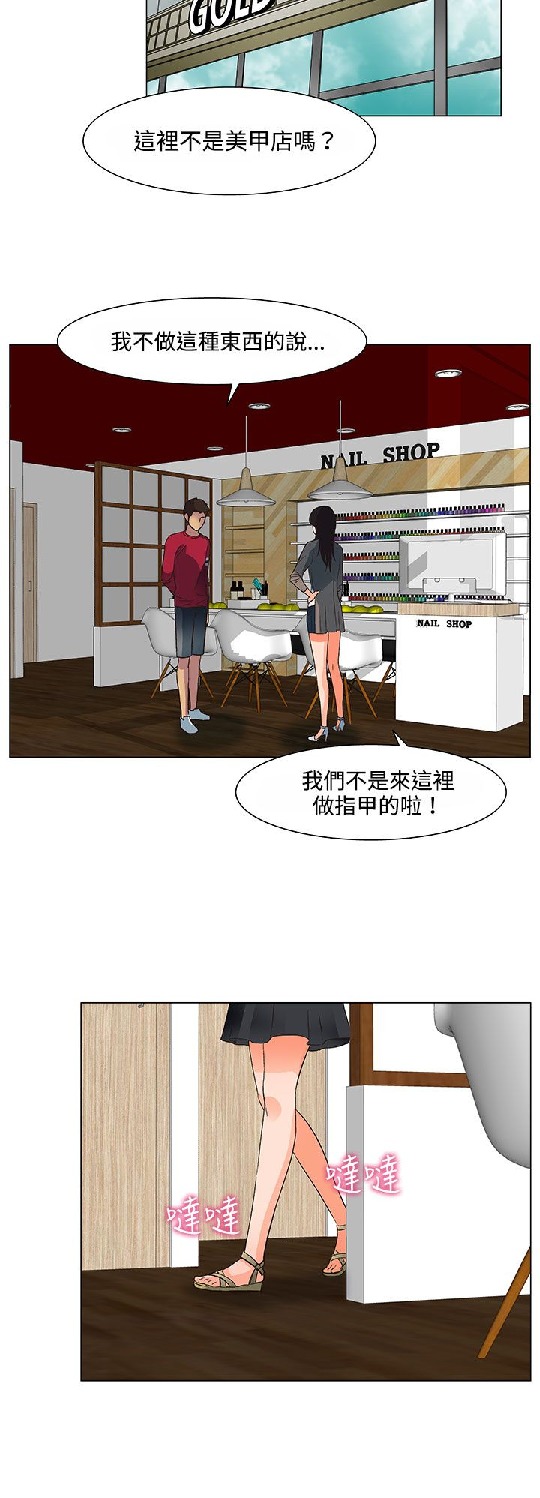 GOLD
這裡不是美甲店嗎？
我不做這種東西的說...
NAIL SHOP
NAIL SHOP
我們不是來這裡
做指甲的啦！
噠噠
噠噠